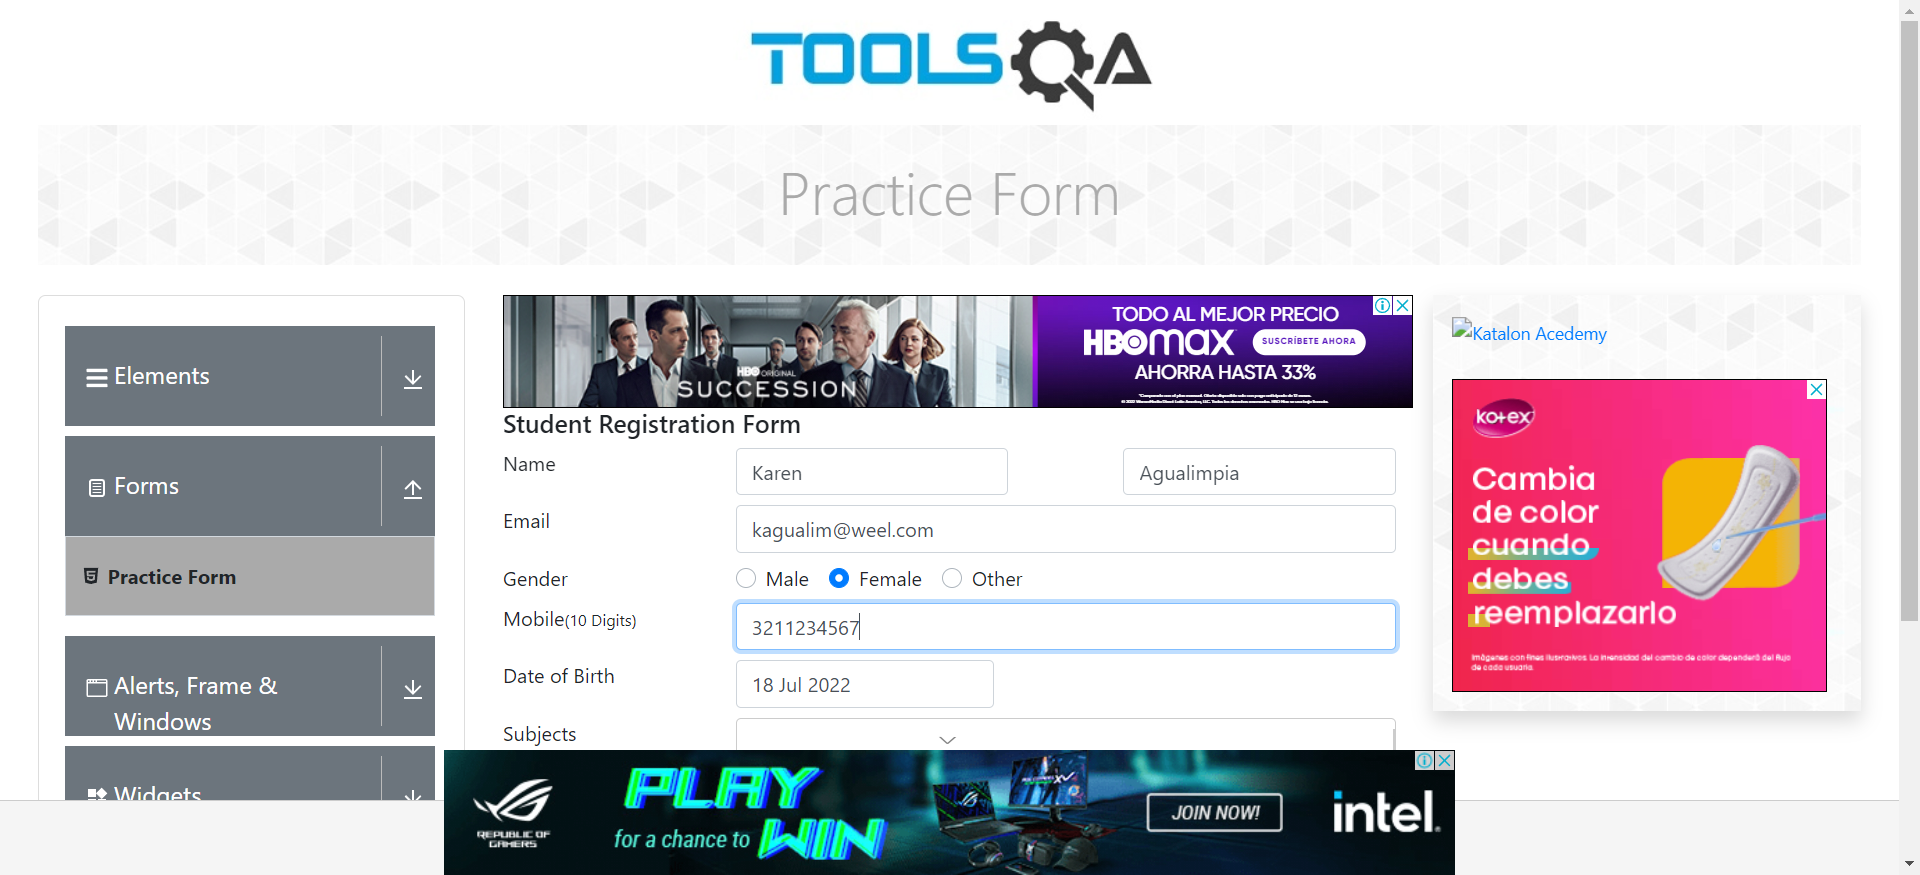 TOOLSQA
Practice Form
Elements
Forms
Practice Form
Alerts, Frame &
Windows
Widgets
HBO ORIGINAL
SUCCESSION
TODO AL MEJOR PRECIO
HBOMAX
SUSCRÍBETE AHORA
AHORRA HASTA 33%
Student Registration Form
Name
Karen
Agualimpia
Email
kagualim@weel.com
Gender
Male
Female
Other
Mobile(10 Digits)
3211234567
Date of Birth
18 Jul 2022
Subjects
Katalon Acedemy
kotex
Cambia
de color
cuando
debes
reemplazarlo
Imágenes con fines ilustrativos. La intensidad del cambio de color dependerá del flujo
de cada usuaria.
REPUBLIC OF
GAMERS
PLAY
for a chance to WIN
JOIN NOW!
intel.